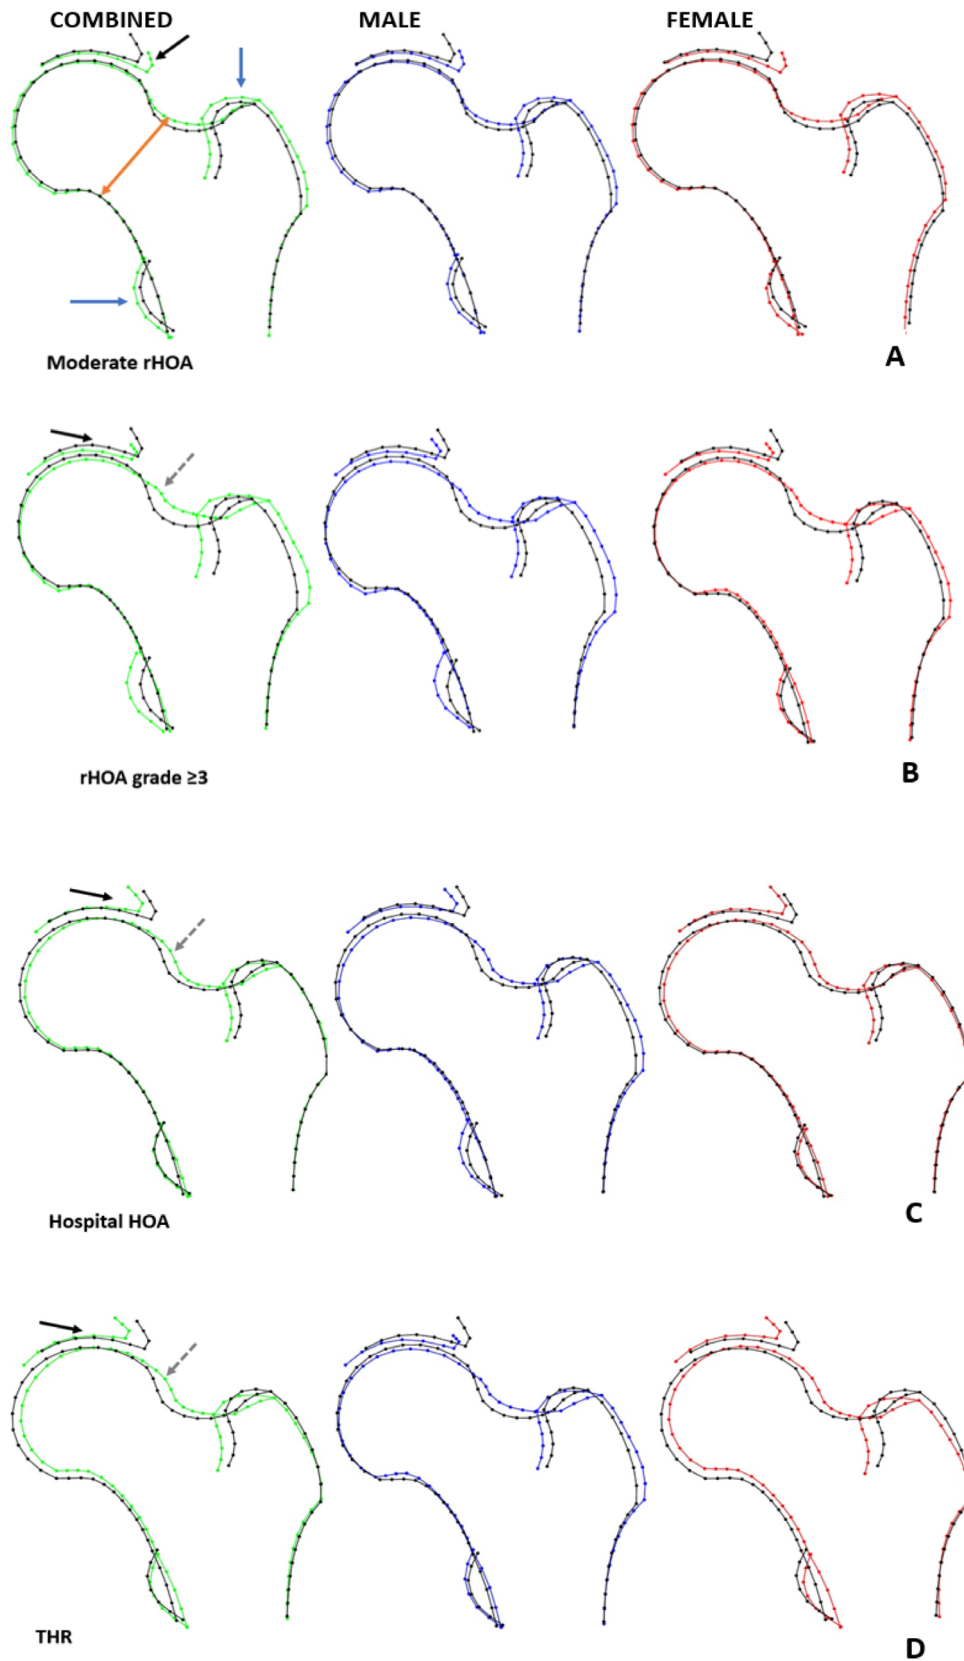 COMBINED MALE FEMALE
A
Moderate rHOA
B
rHOA grade ≥3
C
Hospital HOA
D
THR